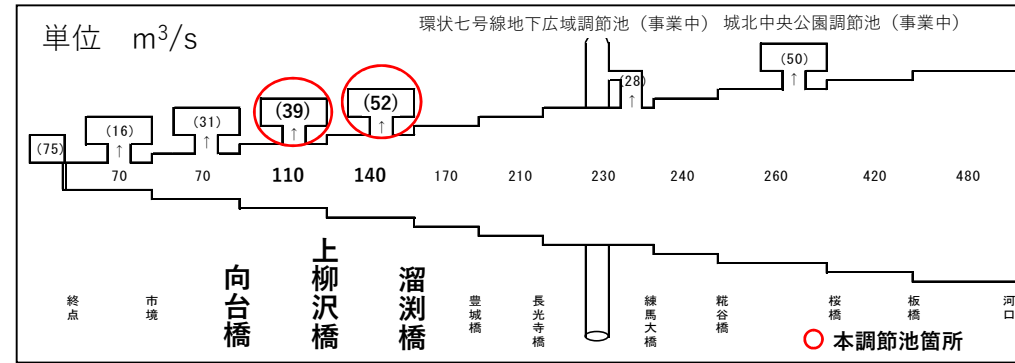 単位 m³/s
環状七号線地下広域調節池（事業中） 城北中央公園調節池（事業中）
(75) (16) (31) (39) (52) (28) (50)
↑ ↑ ↑ ↑ ↑ ↑
70 70 110 140 170 210 230 240 260 420 480
終点
市境
向台橋
上柳沢橋
溜渕橋
豊城橋
長光寺橋
練馬大橋
糀谷橋
桜橋
板橋
河口
本調節池箇所